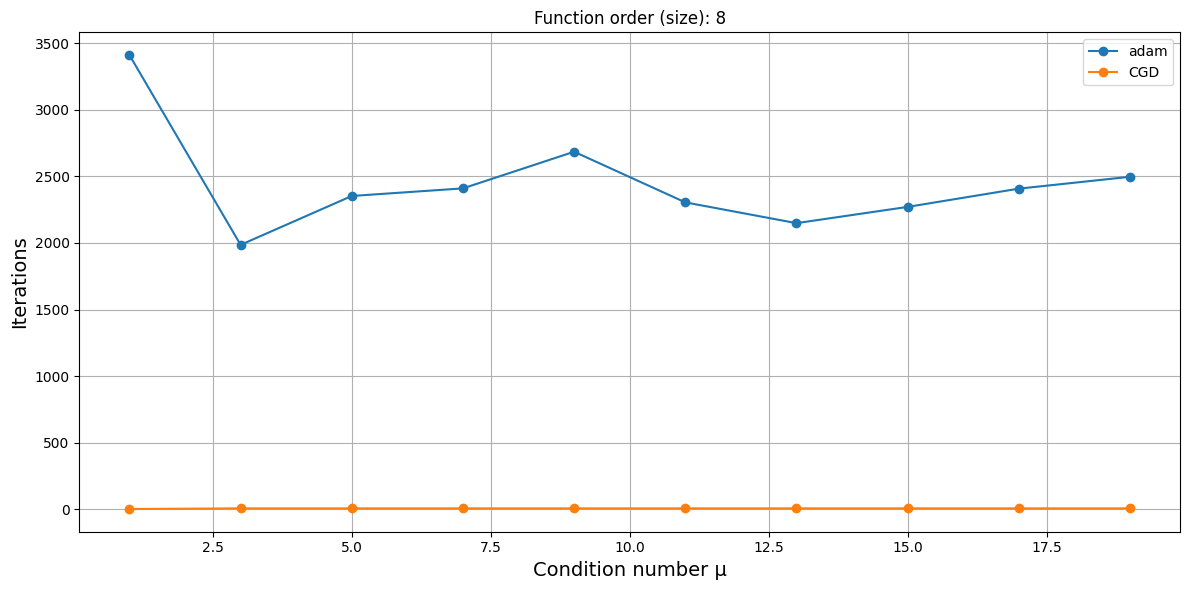 Function order (size): 8
adam
CGD
3500
3000
2500
2000
1500
1000
500
0
Iterations
2.5 5.0 7.5 10.0 12.5 15.0 17.5
Condition number μ